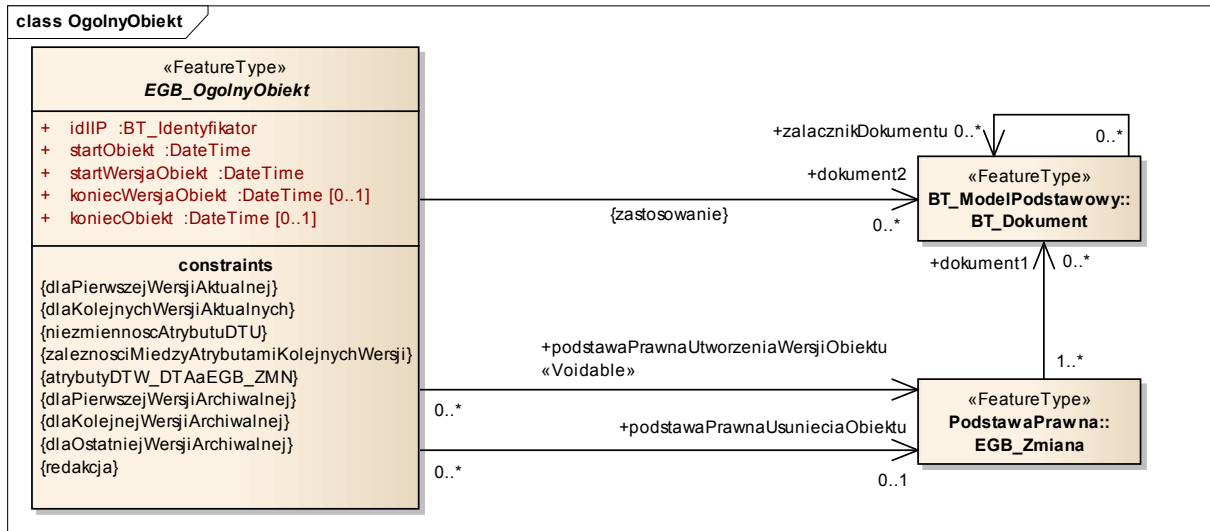 class OgolnyObiekt
«FeatureType»
EGB_OgolnyObiekt
+ idIIP :BT_Identyfikator
+ startObiekt :DateTime
+ startWersjaObiekt :DateTime
+ koniecWersjaObiekt :DateTime [0..1]
+ koniecObiekt :DateTime [0..1]
constraints
{dlaPierwszejWersjiAktualnej}
{dlaKolejnychWersjiAktualnych}
{niezmiennoscAtrybutuDTU}
{zaleznosciMiedzyAtrybutamiKolejnychWersji}
{atrybutyDTW_DTAaEGB_ZMN}
{dlaPierwszejWersjiArchiwalnej}
{dlaKolejnejWersjiArchiwalnej}
{dlaOstatniejWersjiArchiwalnej}
{redakcja}
+zalacznikDokumentu 0..*
0..*
+dokument2
{zastosowanie}
0..*
«FeatureType»
BT_ModelPodstawowy::
BT_Dokument
+dokument1
0..*
+podstawaPrawnaUtworzeniaWersjiObiektu
«Voidable»
0..*
1..*
+podstawaPrawnaUsunieciaObiektu
0..*
0..1
«FeatureType»
PodstawaPrawna::
EGB_Zmiana